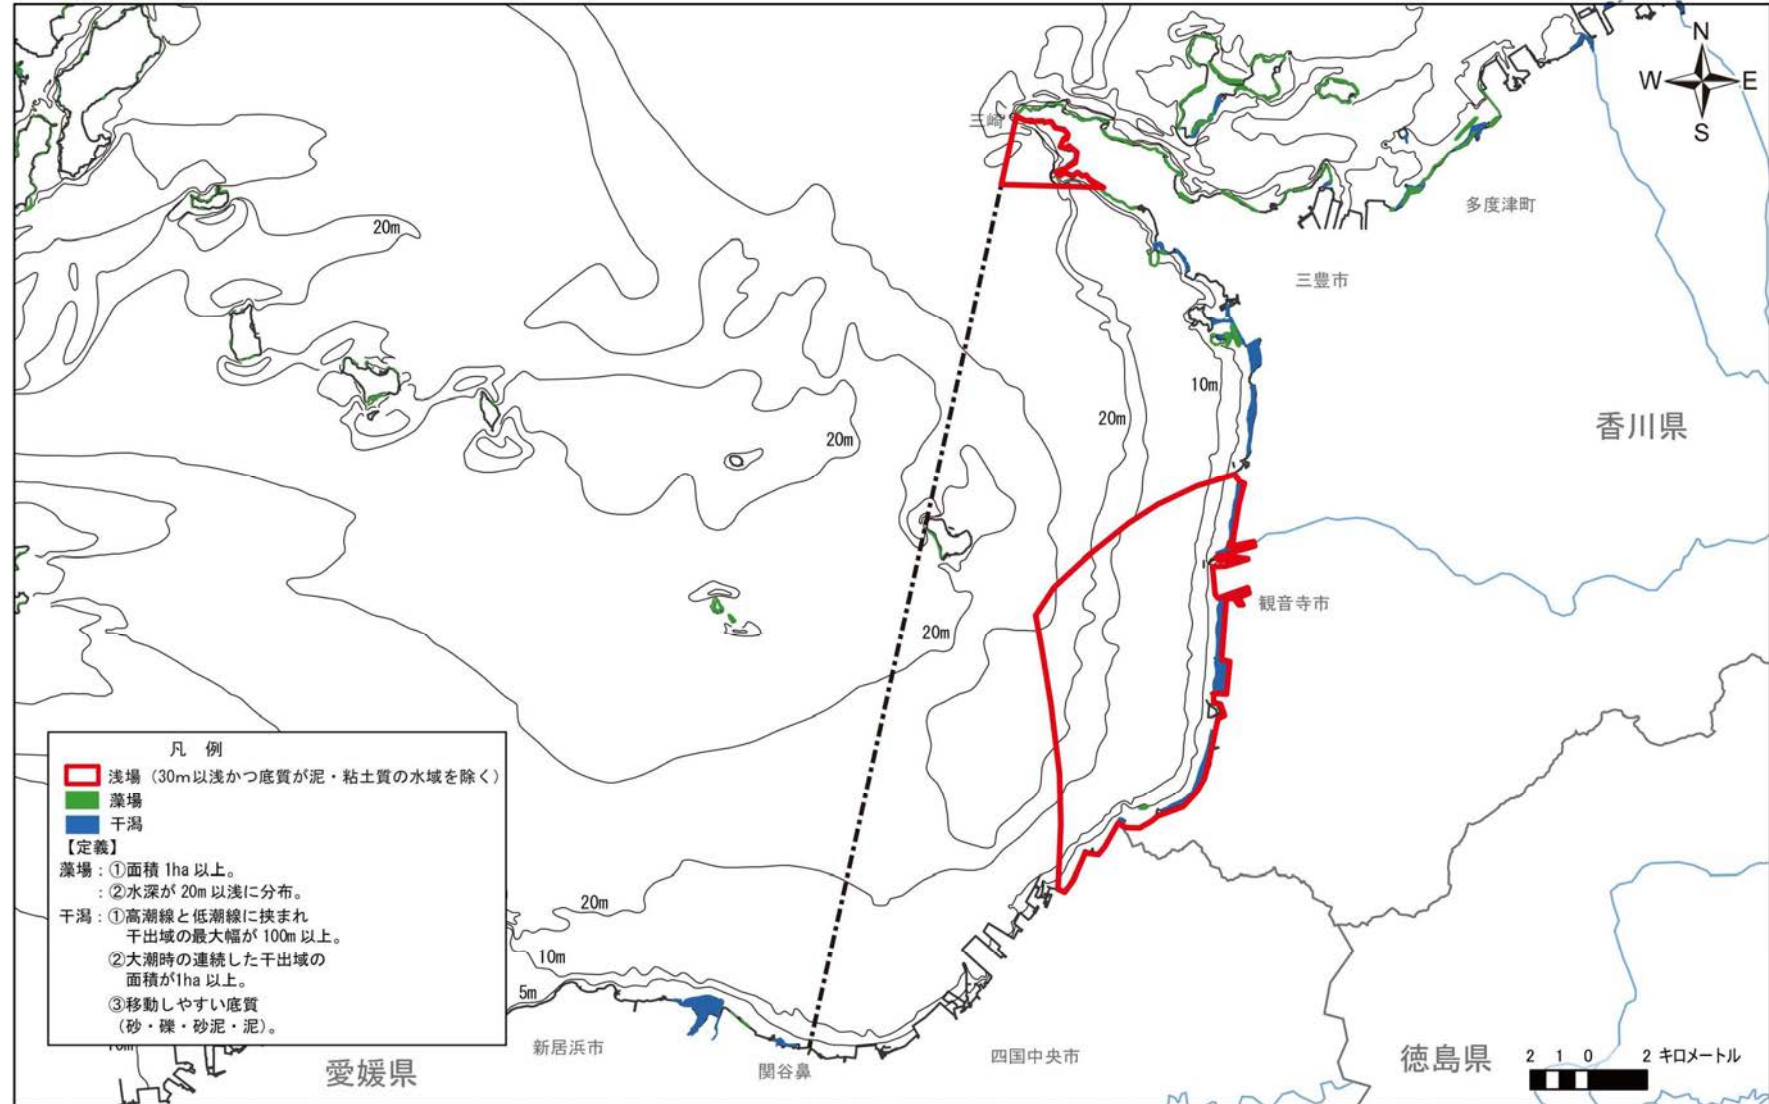 N
W E
S
三崎
多度津町
20m
三豊市
10m
20m
香川県
20m
観音寺市
20m
凡 例
浅場（30m以浅かつ底質が泥・粘土質の水域を除く）
藻場
干潟
【定義】
藻場：①面積 1ha 以上。
：②水深が 20m 以浅に分布。
干潟：①高潮線と低潮線に挟まれ
干出域の最大幅が 100m 以上。
②大潮時の連続した干出域の
面積が1ha 以上。
③移動しやすい底質
（砂・礫・砂泥・泥）。
20m
10m
5m
新居浜市
愛媛県
関谷鼻
四国中央市
徳島県
2 1 0 2 キロメートル